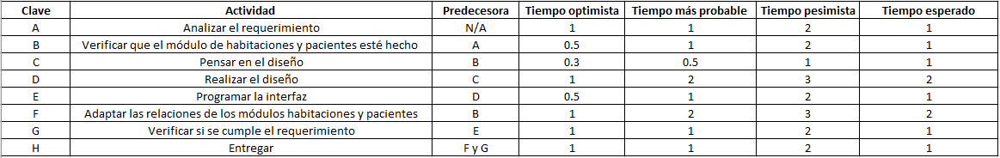 Clave Actividad Predecesora Tiempo optimista Tiempo más probable Tiempo pesimista Tiempo esperado
A Analizar el requerimiento N/A 1 1 2 1
B Verificar que el módulo de habitaciones y pacientes esté hecho A 0.5 1 2 1
C Pensar en el diseño B 0.3 0.5 1 1
D Realizar el diseño C 1 2 3 2
E Programar la interfaz D 0.5 1 2 1
F Adaptar las relaciones de los módulos habitaciones y pacientes B 1 2 3 2
G Verificar si se cumple el requerimiento E 1 1 2 1
H Entregar F y G 1 1 2 1